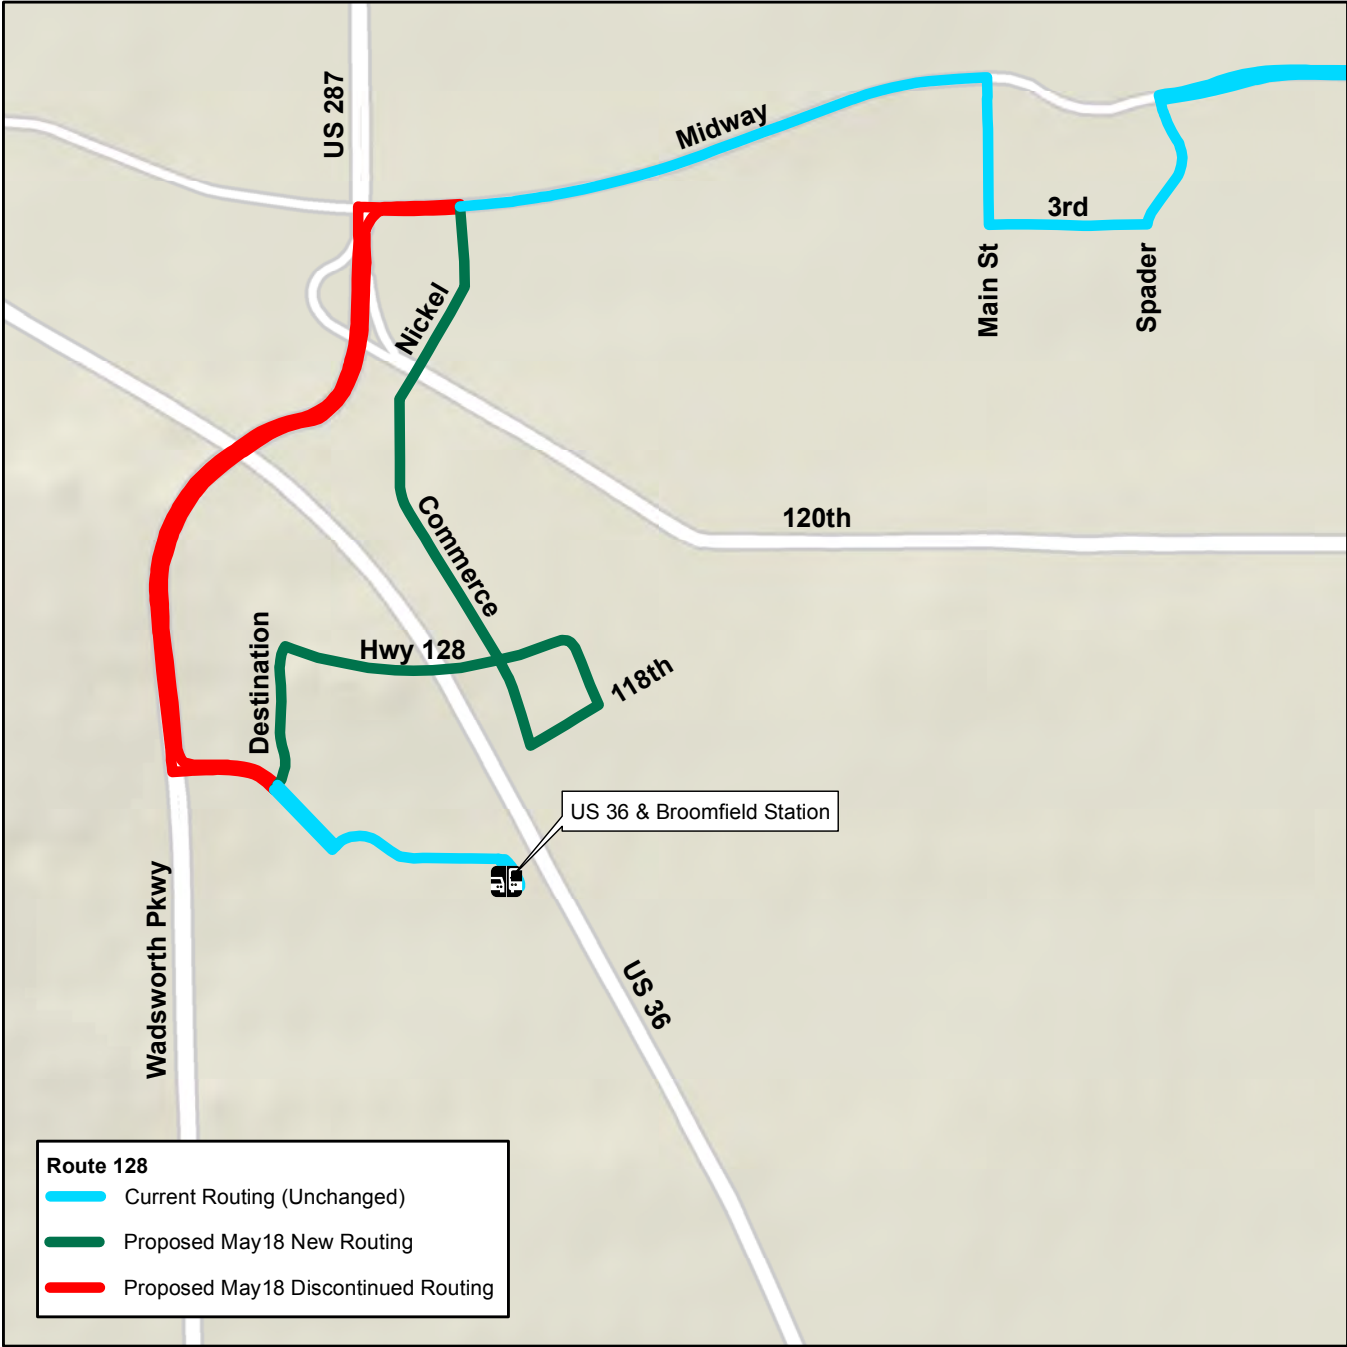 US 287
Midway
3rd
Main St
Spader
Nickel
120th
Commerce
Destination
Hwy 128
118th
US 36 & Broomfield Station
Wadsworth Pkwy
US 36
Route 128
Current Routing (Unchanged)
Proposed May18 New Routing
Proposed May18 Discontinued Routing